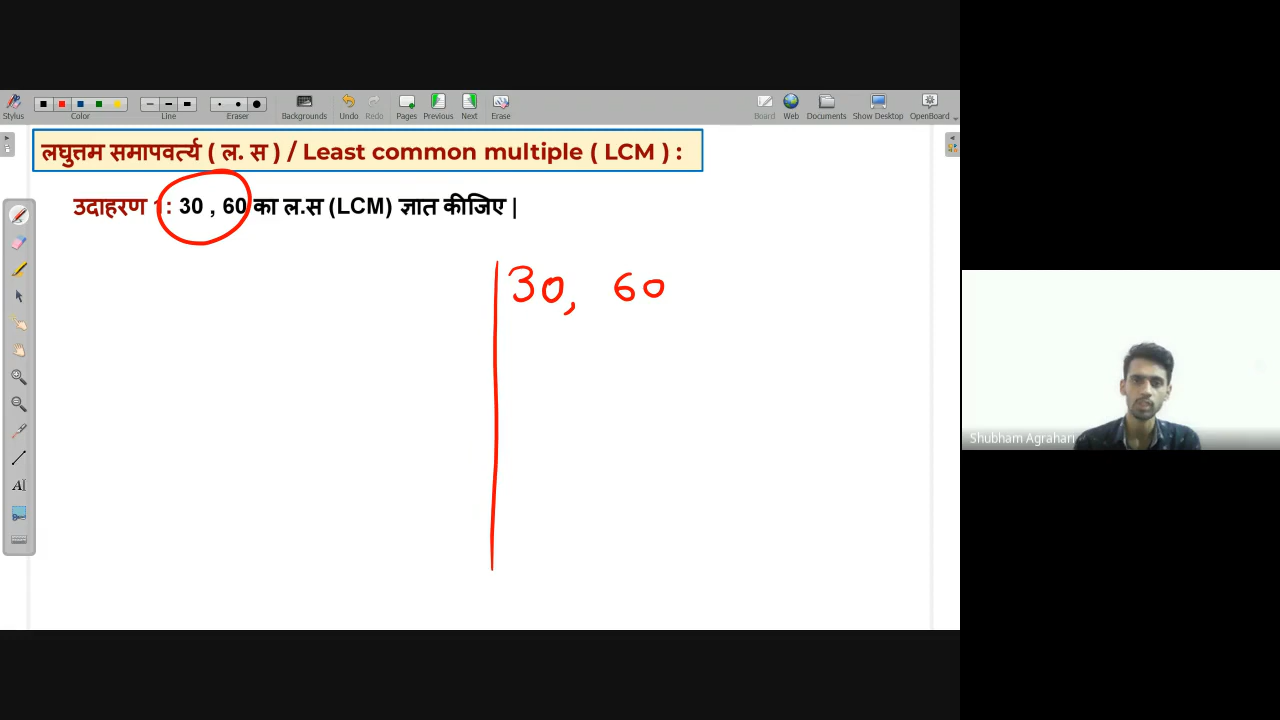 Stylus
Color
Line
Eraser
Backgrounds
Undo
Redo
Pages
Previous
Next
Erase
Board
Web
Documents
Show Desktop
OpenBoard
लघुत्तम समापवर्त्य ( ल. स ) / Least common multiple ( LCM ) :
उदाहरण 1: 30 , 60 का ल.स (LCM) ज्ञात कीजिए |
30, 60
Shubham Agrahari